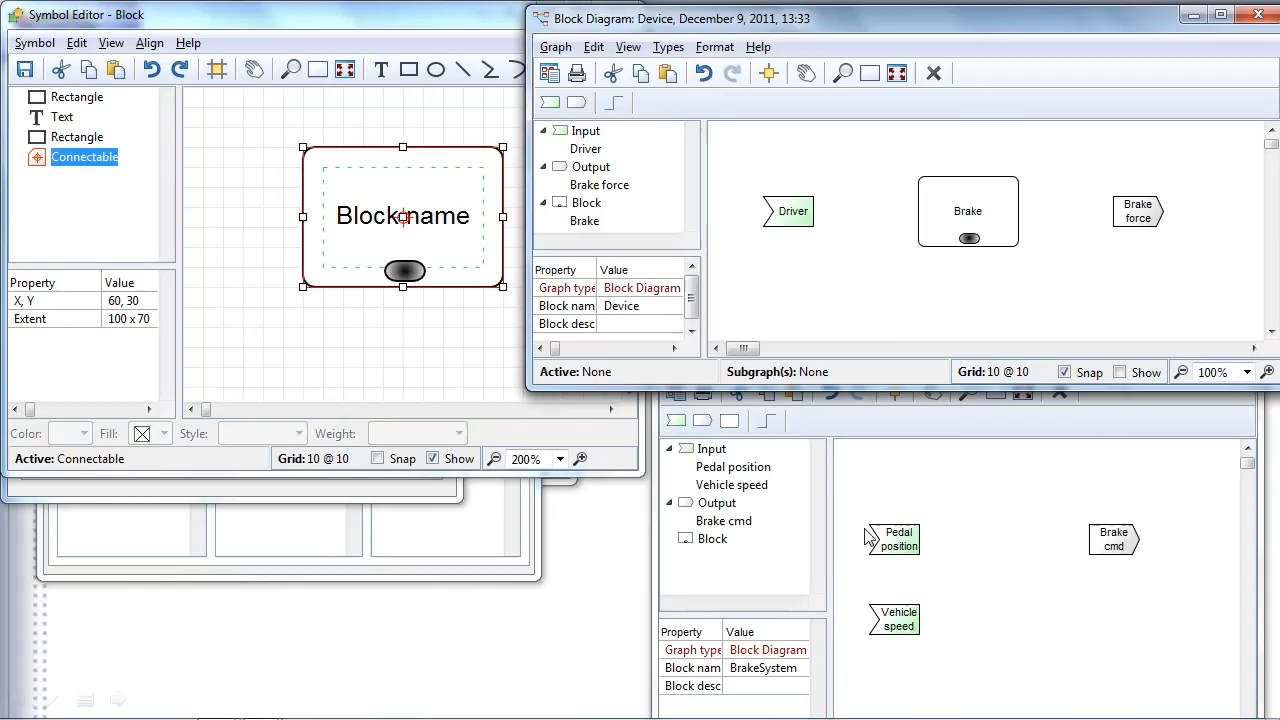 Symbol Editor - Block
Symbol Edit View Align Help
Rectangle
Text
Rectangle
Connectable
Block name
Property Value
X, Y 60, 30
Extent 100 x 70
Color: Fill: Style: Weight:
Active: Connectable Grid: 10 @ 10 Snap Show 200%
Block Diagram: Device, December 9, 2011, 13:33
Graph Edit View Types Format Help
Input
Driver
Output
Brake force
Block
Brake
Property Value
Graph type Block Diagram
Block nam Device
Block desc
Driver
Brake
Brake
force
Active: None Subgraph(s): None Grid: 10 @ 10 Snap Show 100%
Input
Pedal position
Vehicle speed
Output
Brake cmd
Block
Property Value
Graph type Block Diagram
Block nam BrakeSystem
Block desc
Pedal
position
Brake
cmd
Vehicle
speed